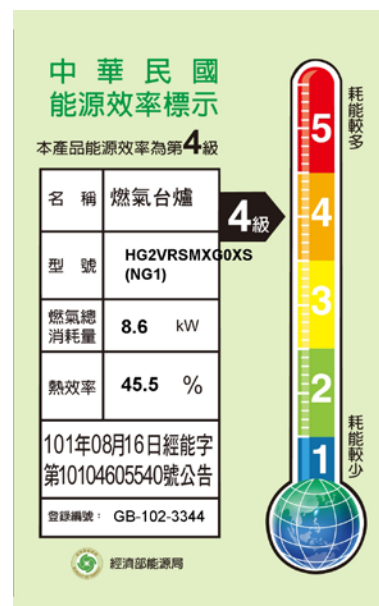 中華民國
能源效率標示
本產品能源效率為第4級
名 稱 燃氣台爐
4級
型 號 HG2VRSMXG0XS
(NG1)
燃氣總
消耗量 8.6 kW
熱效率 45.5 %
101年08月16日經能字
第10104605540號公告
登錄編號： GB-102-3344
經濟部能源局
耗能較多
5
4
3
2
1
耗能較少